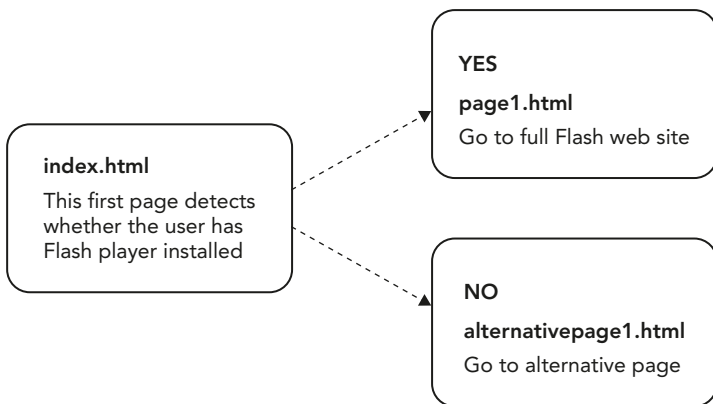 index.html
This first page detects
whether the user has
Flash player installed
YES
page1.html
Go to full Flash web site
NO
alternativepage1.html
Go to alternative page